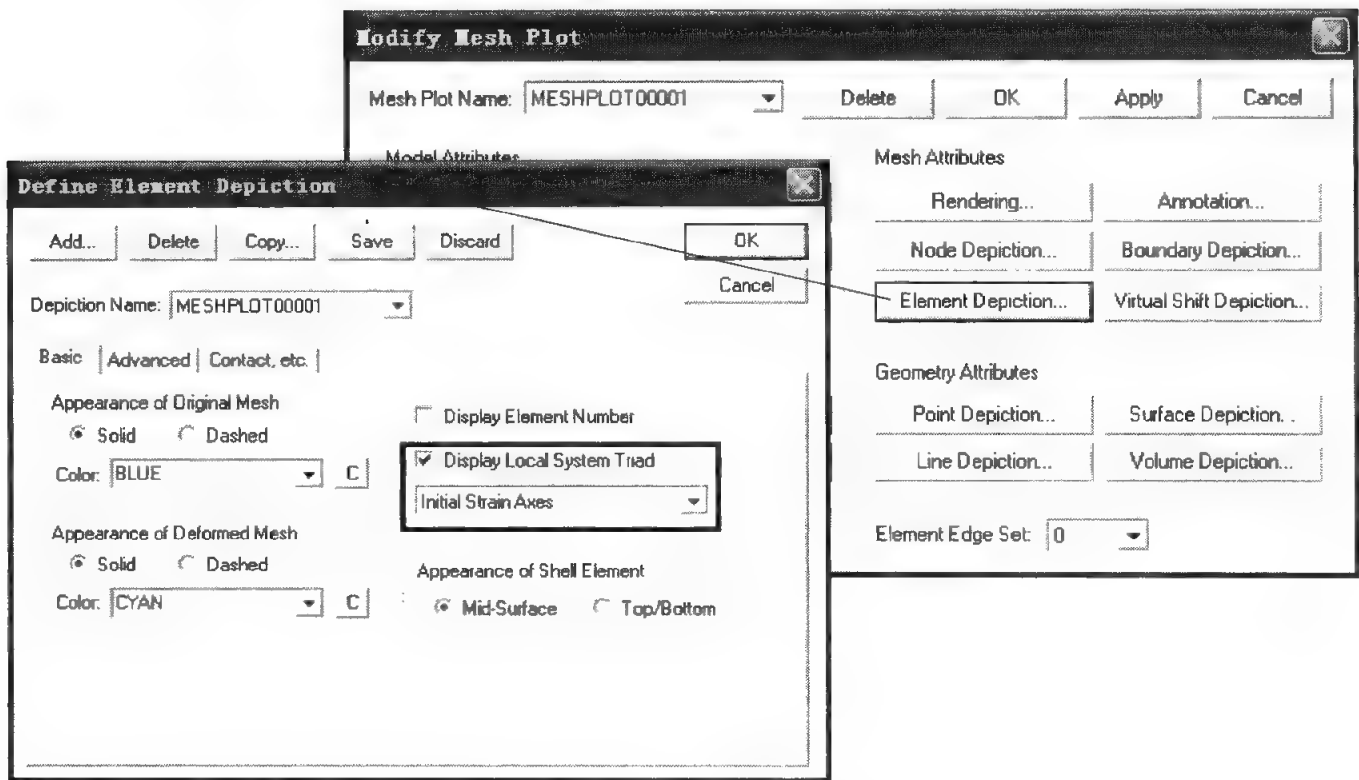 Modify Mesh Plot
Mesh Plot Name: MESHPLOT00001 Delete OK Apply Cancel
Model Attributes
Mesh Attributes
Rendering... Annotation...
Node Depiction... Boundary Depiction...
Element Depiction... Virtual Shift Depiction...
Geometry Attributes
Point Depiction... Surface Depiction...
Line Depiction... Volume Depiction...
Element Edge Set: 0
Define Element Depiction
Add... Delete Copy... Save Discard OK
Cancel
Depiction Name: MESHPLOT00001
Basic Advanced Contact, etc.
Appearance of Original Mesh
Solid Dashed
Color: BLUE C
Appearance of Deformed Mesh
Solid Dashed
Color: CYAN C
Display Element Number
Display Local System Triad
Initial Strain Axes
Appearance of Shell Element
Mid-Surface Top/Bottom